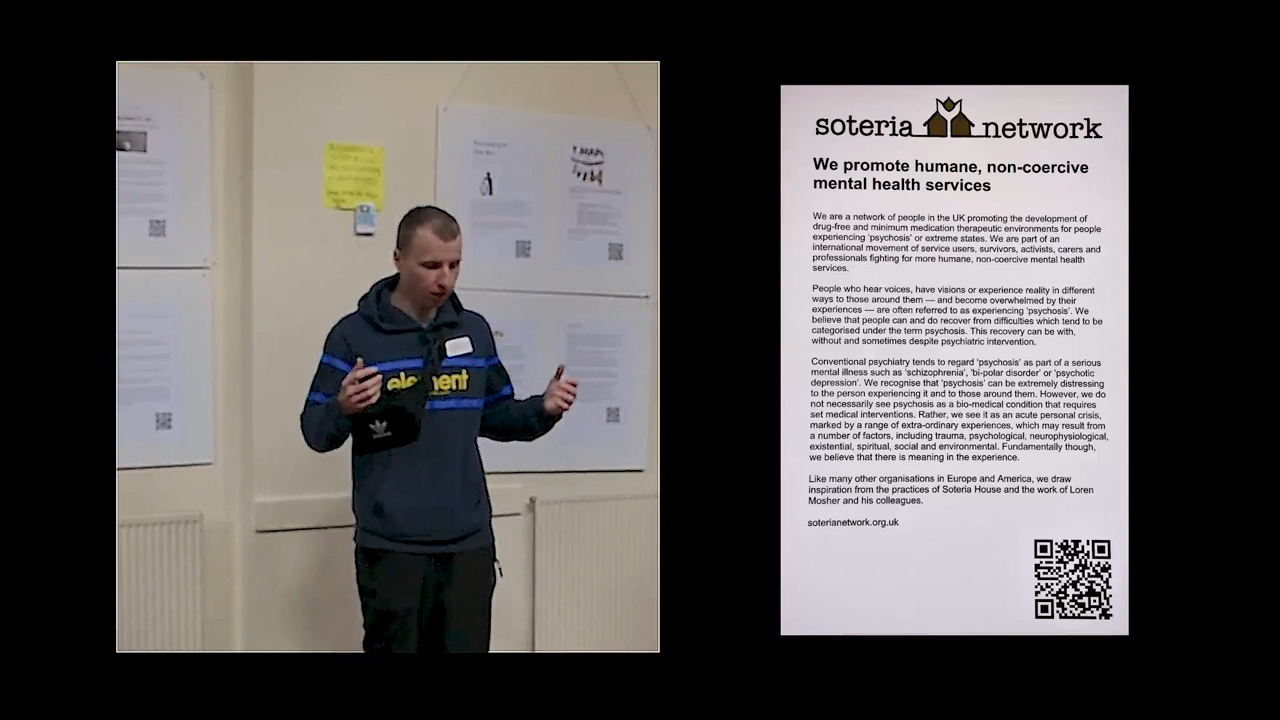 element
soteria network
We promote humane, non-coercive
mental health services
We are a network of people in the UK promoting the development of
drug-free and minimum medication therapeutic environments for people
experiencing 'psychosis' or extreme states. We are part of an
international movement of service users, survivors, activists, carers and
professionals fighting for more humane, non-coercive mental health
services.
People who hear voices, have visions or experience reality in different
ways to those around them — and become overwhelmed by their
experiences — are often referred to as experiencing 'psychosis'. We
believe that people can and do recover from difficulties which tend to be
categorised under the term psychosis. This recovery can be with,
without and sometimes despite psychiatric intervention.
Conventional psychiatry tends to regard 'psychosis' as part of a serious
mental illness such as 'schizophrenia', 'bi-polar disorder' or 'psychotic
depression'. We recognise that 'psychosis' can be extremely distressing
to the person experiencing it and to those around them. However, we do
not necessarily see psychosis as a bio-medical condition that requires
set medical interventions. Rather, we see it as an acute personal crisis,
marked by a range of extra-ordinary experiences, which may result from
a number of factors, including trauma, psychological, neurophysiological,
existential, spiritual, social and environmental. Fundamentally though,
we believe that there is meaning in the experience.
Like many other organisations in Europe and America, we draw
inspiration from the practices of Soteria House and the work of Loren
Mosher and his colleagues.
soterianetwork.org.uk